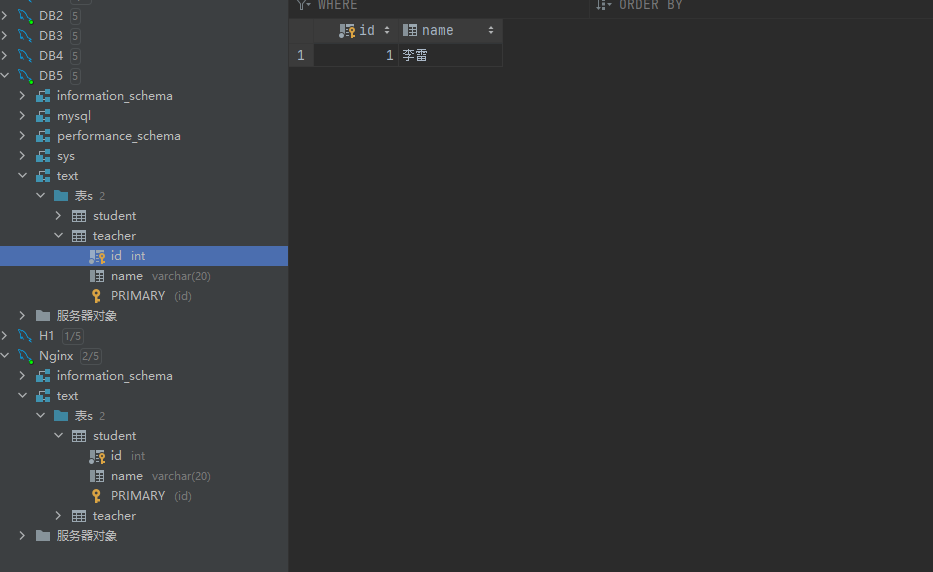 DB2 5
DB3 5
DB4 5
DB5 5
information_schema
mysql
performance_schema
sys
text
表s 2
student
teacher
id int
name varchar(20)
PRIMARY (id)
服务器对象
H1 1/5
Nginx 2/5
information_schema
text
表s 2
student
id int
name varchar(20)
PRIMARY (id)
teacher
服务器对象
WHERE ORDER BY
id name
1 1 李雷